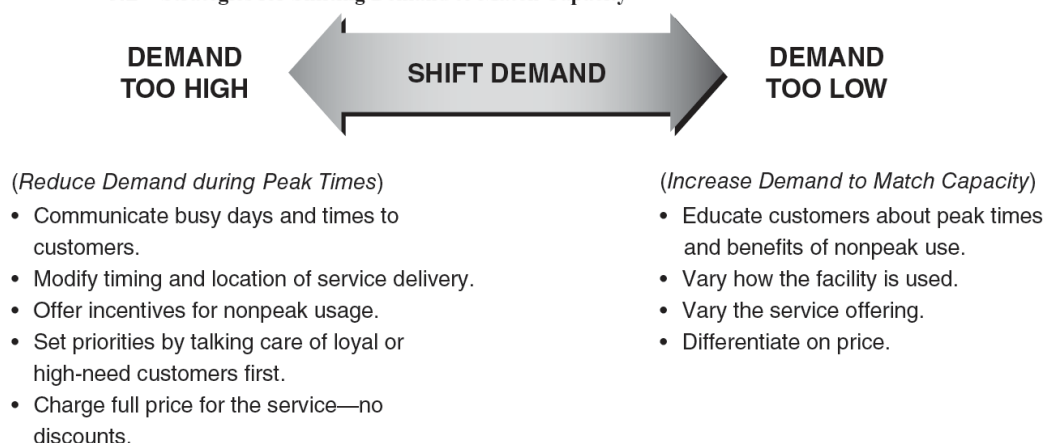 DEMAND
TOO HIGH
SHIFT DEMAND
DEMAND
TOO LOW
(Reduce Demand during Peak Times)
• Communicate busy days and times to
customers.
• Modify timing and location of service delivery.
• Offer incentives for nonpeak usage.
• Set priorities by talking care of loyal or
high-need customers first.
• Charge full price for the service—no
discounts.
(Increase Demand to Match Capacity)
• Educate customers about peak times
and benefits of nonpeak use.
• Vary how the facility is used.
• Vary the service offering.
• Differentiate on price.